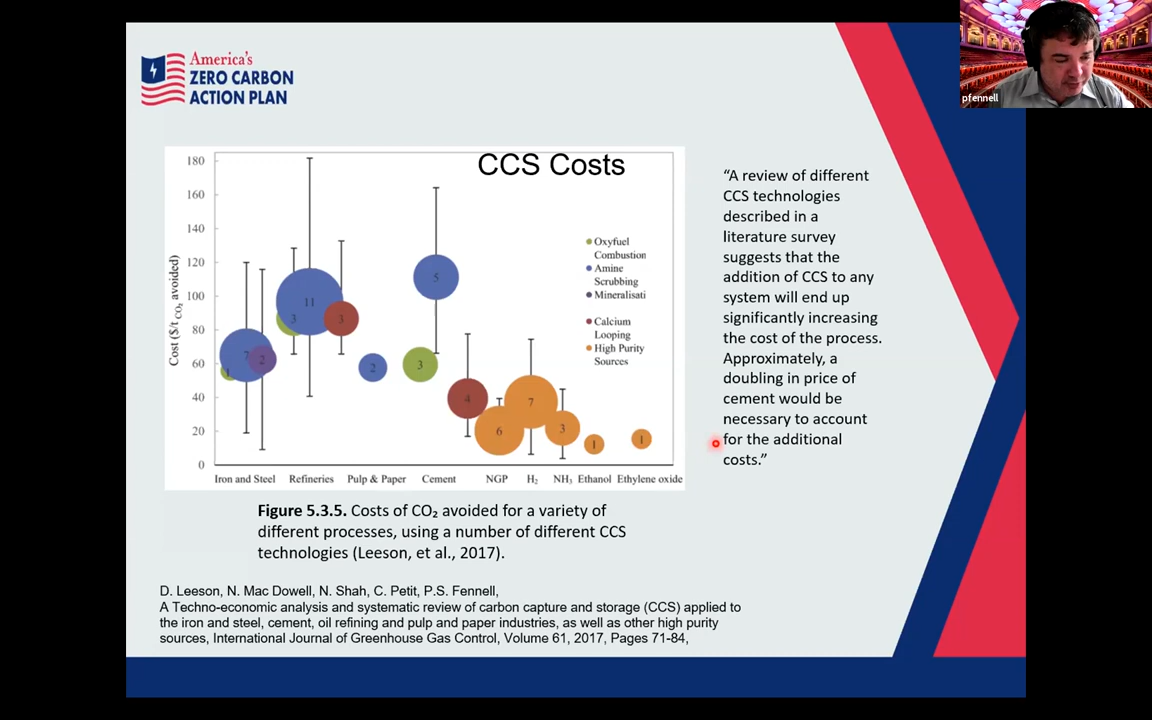 America's
ZERO CARBON
ACTION PLAN
pfennell
CCS Costs
180
160
140
120
100
80
60
40
20
0
Cost ($/t CO₂ avoided)
1
7
2
3
11
3
2
3
5
4
6
7
3
1
1
Oxyfuel
Combustion
Amine
Scrubbing
Mineralisati
Calcium
Looping
High Purity
Sources
Iron and Steel Refineries Pulp & Paper Cement NGP H₂ NH₃ Ethanol Ethylene oxide
“A review of different
CCS technologies
described in a
literature survey
suggests that the
addition of CCS to any
system will end up
significantly increasing
the cost of the process.
Approximately, a
doubling in price of
cement would be
necessary to account
for the additional
costs.”
Figure 5.3.5. Costs of CO₂ avoided for a variety of
different processes, using a number of different CCS
technologies (Leeson, et al., 2017).
D. Leeson, N. Mac Dowell, N. Shah, C. Petit, P.S. Fennell,
A Techno-economic analysis and systematic review of carbon capture and storage (CCS) applied to
the iron and steel, cement, oil refining and pulp and paper industries, as well as other high purity
sources, International Journal of Greenhouse Gas Control, Volume 61, 2017, Pages 71-84,